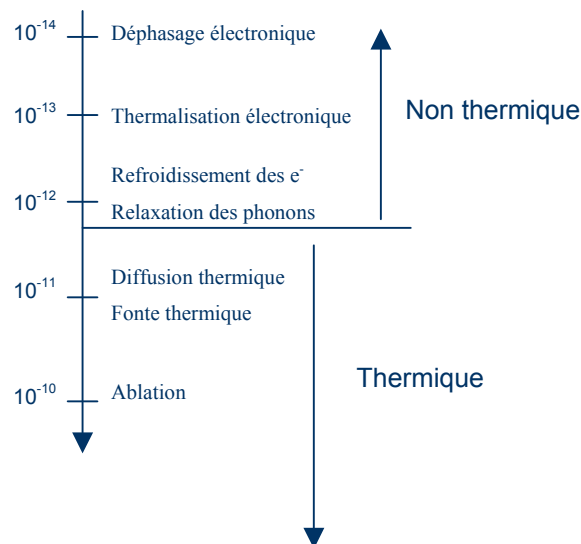 10⁻¹⁴ Déphasage électronique
10⁻¹³ Thermalisation électronique
Non thermique
Refroidissement des e⁻
10⁻¹² Relaxation des phonons
Diffusion thermique
10⁻¹¹
Fonte thermique
Thermique
10⁻¹⁰ Ablation